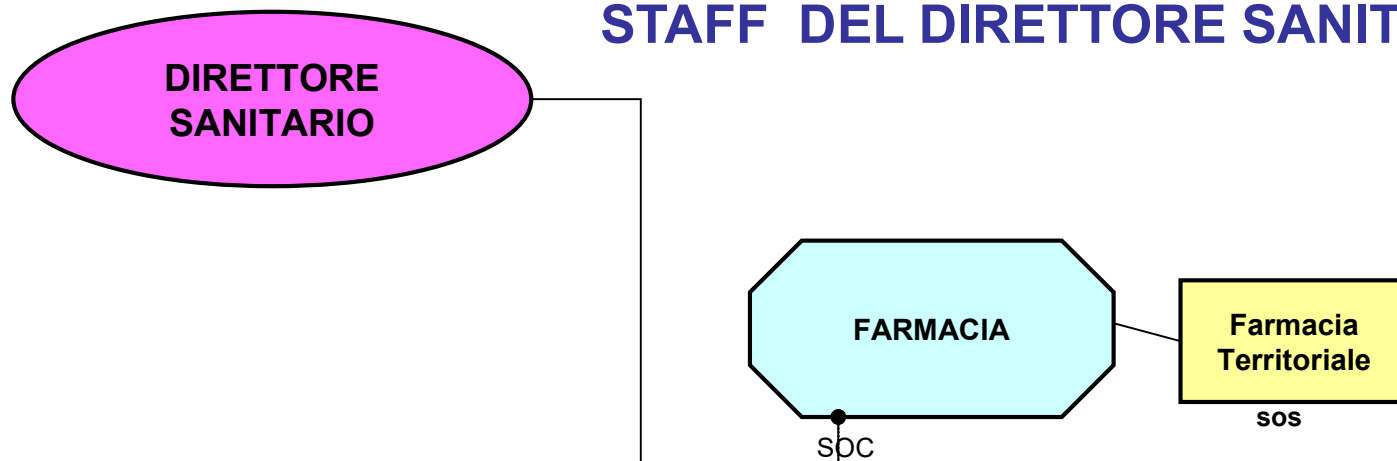 STAFF DEL DIRETTORE SANIT
DIRETTORE
SANITARIO
FARMACIA
Farmacia
Territoriale
sos
SOC